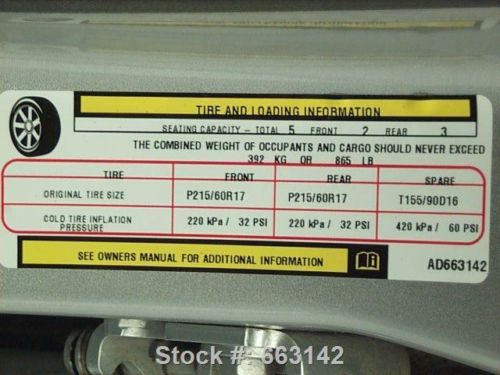 TIRE AND LOADING INFORMATION
SEATING CAPACITY - TOTAL 5 FRONT 2 REAR 3
THE COMBINED WEIGHT OF OCCUPANTS AND CARGO SHOULD NEVER EXCEED
392 KG OR 865 LB
TIRE FRONT REAR SPARE
ORIGINAL TIRE SIZE P215/60R17 P215/60R17 T155/90D16
COLD TIRE INFLATION PRESSURE 220 kPa / 32 PSI 220 kPa / 32 PSI 420 kPa / 60 PSI
SEE OWNERS MANUAL FOR ADDITIONAL INFORMATION
AD663142
Stock #: 663142